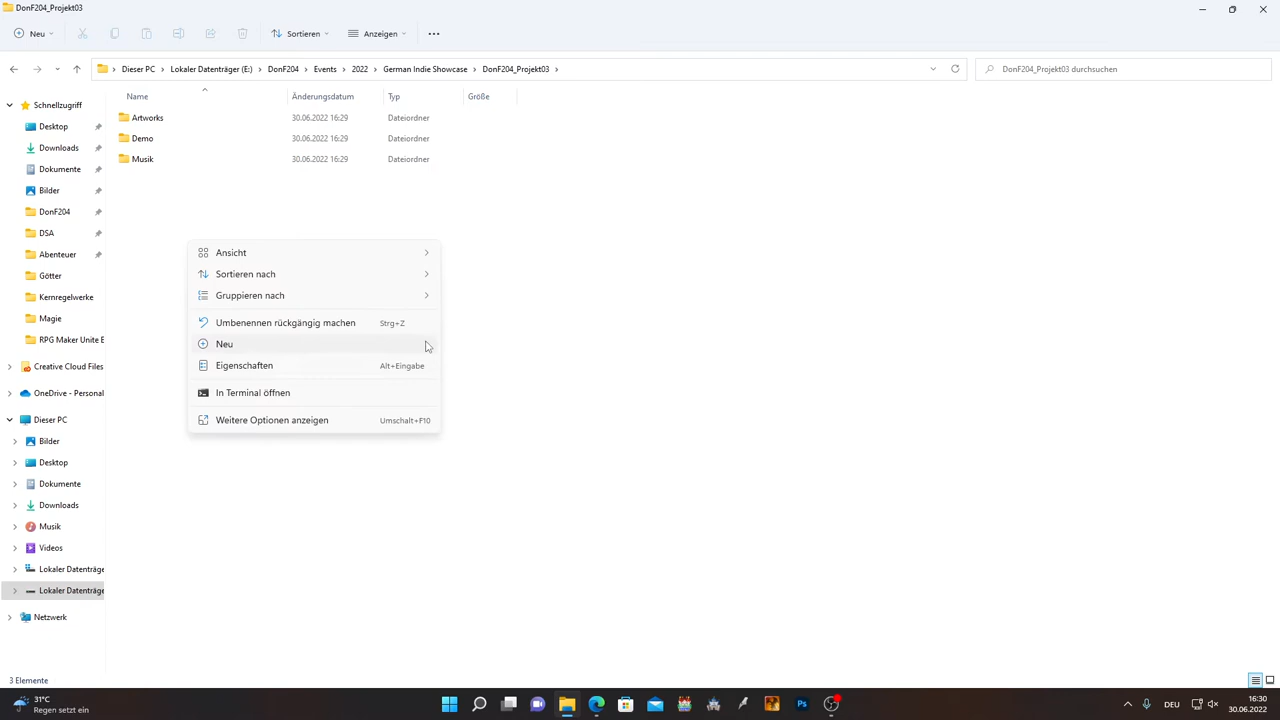 DonF204_Projekt03
Neu
Sortieren
Anzeigen
Dieser PC
Lokaler Datenträger (E:)
DonF204
Events
2022
German Indie Showcase
DonF204_Projekt03
DonF204_Projekt03 durchsuchen
Name
Änderungsdatum
Typ
Größe
Artworks 30.06.2022 16:29 Dateiordner
Demo 30.06.2022 16:29 Dateiordner
Musik 30.06.2022 16:29 Dateiordner
Schnellzugriff
Desktop
Downloads
Dokumente
Bilder
DonF204
DSA
Abenteuer
Götter
Kernregelwerke
Magie
RPG Maker Unite E
Creative Cloud Files
OneDrive - Personal
Dieser PC
Bilder
Desktop
Dokumente
Downloads
Musik
Videos
Lokaler Datenträge
Lokaler Datenträge
Netzwerk
Ansicht
Sortieren nach
Gruppieren nach
Umbenennen rückgängig machen Strg+Z
Neu
Eigenschaften Alt+Eingabe
In Terminal öffnen
Weitere Optionen anzeigen Umschalt+F10
3 Elemente
31°C
Regen setzt ein
Ps
DEU
16:30
30.06.2022